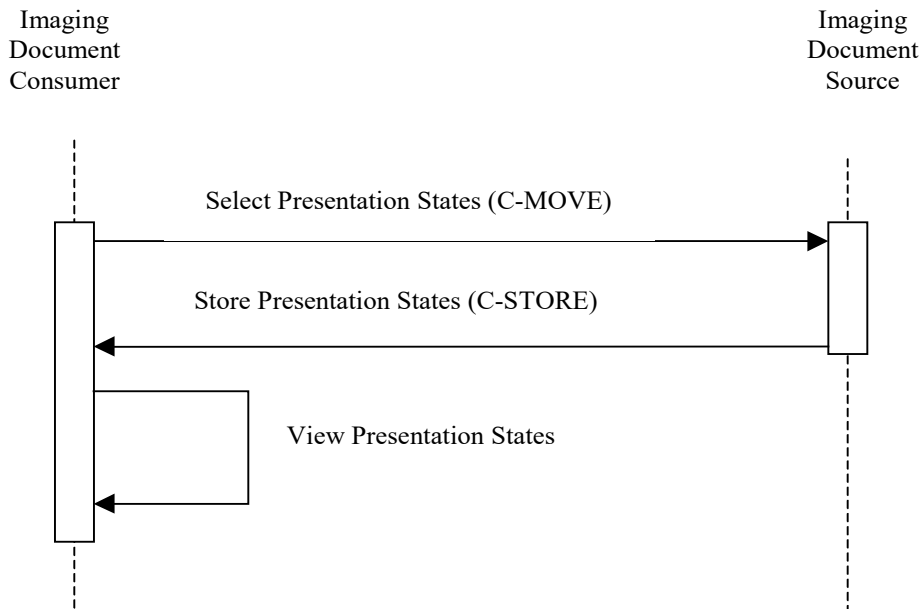 Imaging
Document
Consumer
Imaging
Document
Source
Select Presentation States (C-MOVE)
Store Presentation States (C-STORE)
View Presentation States